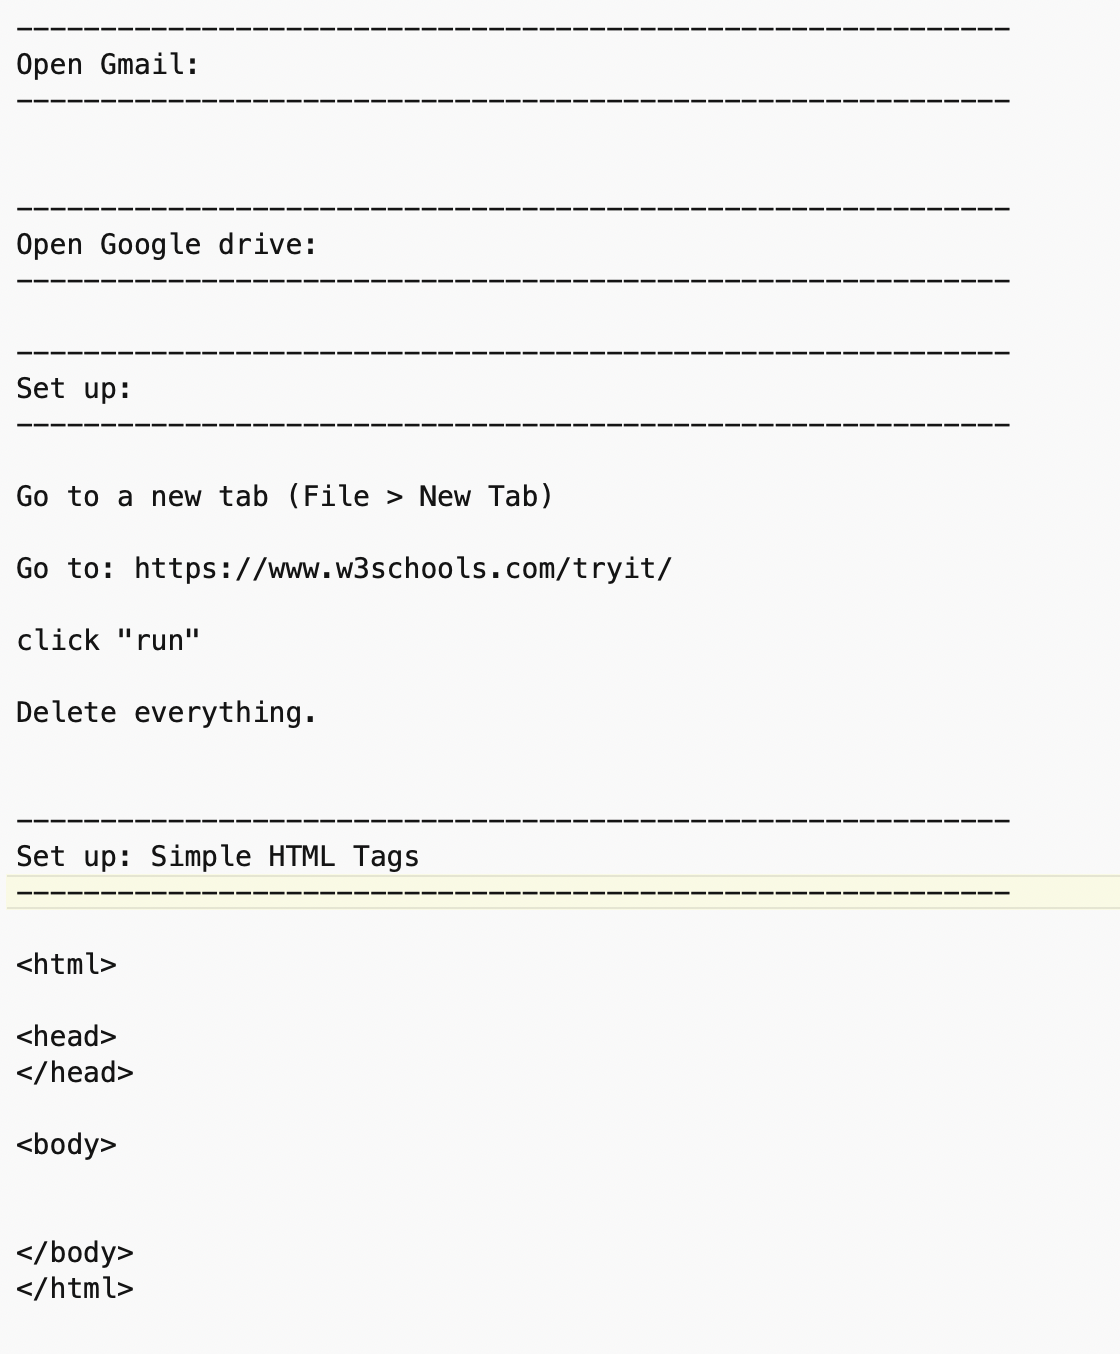 -----------------------------------------------------------
Open Gmail:
-----------------------------------------------------------
-----------------------------------------------------------
Open Google drive:
-----------------------------------------------------------
-----------------------------------------------------------
Set up:
-----------------------------------------------------------
Go to a new tab (File > New Tab)
Go to: https://www.w3schools.com/tryit/
click "run"
Delete everything.
-----------------------------------------------------------
Set up: Simple HTML Tags
-----------------------------------------------------------
<html>
<head>
</head>
<body>
</body>
</html>